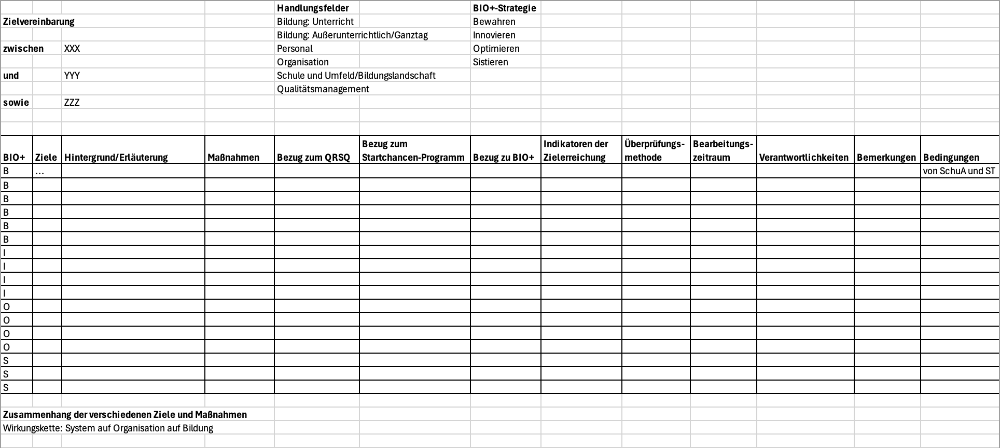 Handlungsfelder BIO+-Strategie
Zielvereinbarung Bildung: Unterricht Bewahren
Bildung: Außerunterrichtlich/Ganztag Innovieren
zwischen XXX Personal Optimieren
Organisation Sistieren
und YYY Schule und Umfeld/Bildungslandschaft
Qualitätsmanagement
sowie ZZZ
Bezug zum Indikatoren der Überprüfungs- Bearbeitungs-
BIO+ Ziele Hintergrund/Erläuterung Maßnahmen Bezug zum QRSQ Startchancen-Programm Bezug zu BIO+ Zielerreichung methode zeitraum Verantwortlichkeiten Bemerkungen Bedingungen
B ... von SchuA und ST
B
B
B
B
B
I
I
I
I
O
O
O
O
S
S
S
Zusammenhang der verschiedenen Ziele und Maßnahmen
Wirkungskette: System auf Organisation auf Bildung